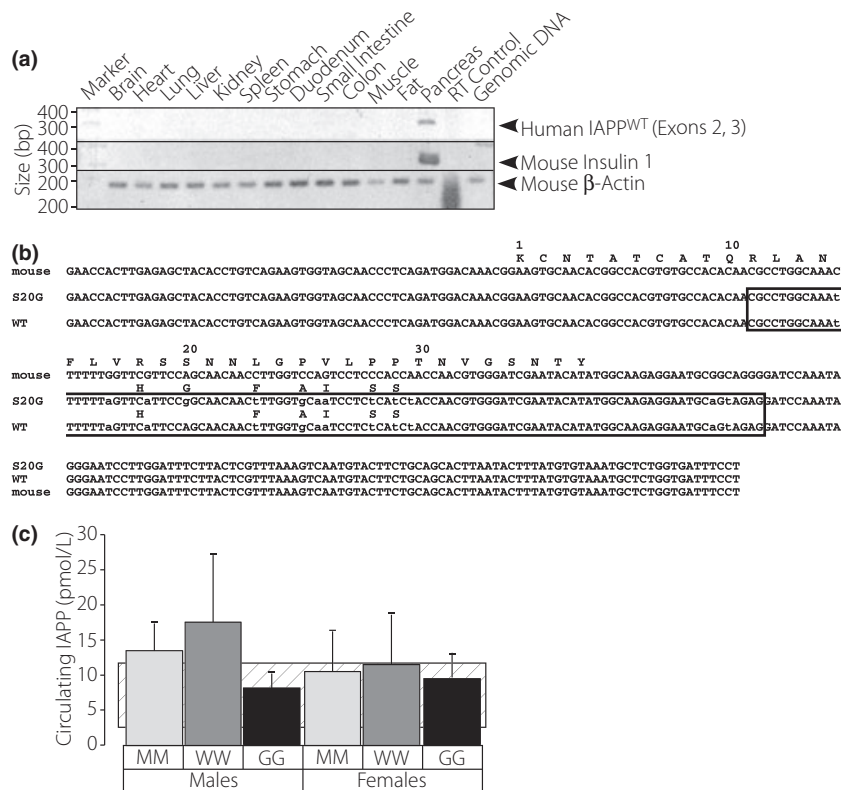 (a)
Marker
Brain
Heart
Lung
Liver
Kidney
Spleen
Stomach
Duodenum
Small Intestine
Colon
Muscle
Fat
Pancreas
RT Control
Genomic DNA
Size (bp)
400
300
Human IAPPWT (Exons 2, 3)
400
300
Mouse Insulin 1
200
Mouse β-Actin
200
(b)
1 10
K C N T A T C A T Q R L A N
mouse GAACCACTTGAGAGCTACACCTGTCAGAAGTGGTAGCAACCCTCAGATGGACAAACGGAAGTGCAACACGGCCACGTGTGCCACACAACGCCTGGCAAAC
S20G GAACCACTTGAGAGCTACACCTGTCAGAAGTGGTAGCAACCCTCAGATGGACAAACGGAAGTGCAACACGGCCACGTGTGCCACACAACGCCTGGCAAAt
WT GAACCACTTGAGAGCTACACCTGTCAGAAGTGGTAGCAACCCTCAGATGGACAAACGGAAGTGCAACACGGCCACGTGTGCCACACAACGCCTGGCAAAt
20 30
F L V R S S N N L G P V L P P T N V G S N T Y
mouse TTTTTGGTTCGTTCCAGCAACAACCTTGGTCCAGTCCTCCCACCAACCAACGTGGGATCGAATACATATGGCAAGAGGAATGCGGCAGGGGATCCAAATA
H G F A I S S
S20G TTTTTaGTTCaTTCCgGCAACAACtTTGGTgCaaTCCTCtCAtCtACCAACGTGGGATCGAATACATATGGCAAGAGGAATGCaGtAGAGGATCCAAATA
H F A I S S
WT TTTTTaGTTCaTTCCAGCAACAACtTTGGTgCaaTCCTCtCAtCtACCAACGTGGGATCGAATACATATGGCAAGAGGAATGCaGtAGAGGATCCAAATA
S20G GGGAATCCTTGGATTTCTTACTCGTTTAAAGTCAATGTACTTCTGCAGCACTTAATACTTTATGTGTAAATGCTCTGGTGATTTCCT
WT GGGAATCCTTGGATTTCTTACTCGTTTAAAGTCAATGTACTTCTGCAGCACTTAATACTTTATGTGTAAATGCTCTGGTGATTTCCT
mouse GGGAATCCTTGGATTTCTTACTCGTTTAAAGTCAATGTACTTCTGCAGCACTTAATACTTTATGTGTAAATGCTCTGGTGATTTCCT
(c)
Circulating IAPP (pmol/L)
35
30
25
20
15
10
5
0
MM WW GG MM WW GG
Males Females